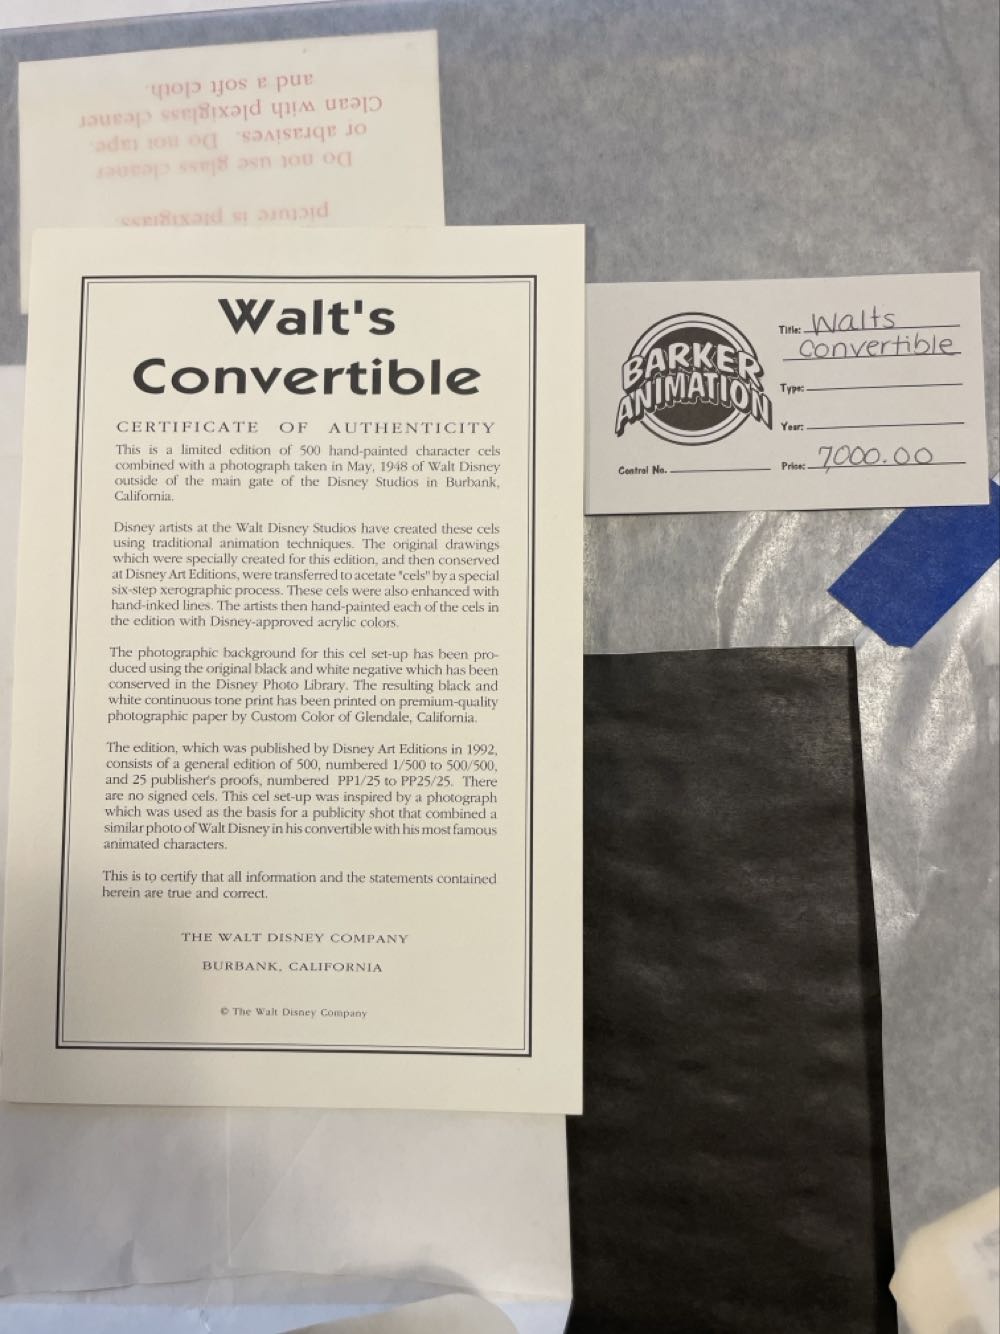 and a soft cloth.
Clean with plexiglass cleaner
or abrasives. Do not tape.
Do not use glass cleaner
picture is plexiglass.
Walt's
Convertible
CERTIFICATE OF AUTHENTICITY
This is a limited edition of 500 hand-painted character cels
combined with a photograph taken in May, 1948 of Walt Disney
outside of the main gate of the Disney Studios in Burbank,
California.
Disney artists at the Walt Disney Studios have created these cels
using traditional animation techniques. The original drawings
which were specially created for this edition, and then conserved
at Disney Art Editions, were transferred to acetate "cels" by a special
six-step xerographic process. These cels were also enhanced with
hand-inked lines. The artists then hand-painted each of the cels in
the edition with Disney-approved acrylic colors.
The photographic background for this cel set-up has been pro-
duced using the original black and white negative which has been
conserved in the Disney Photo Library. The resulting black and
white continuous tone print has been printed on premium-quality
photographic paper by Custom Color of Glendale, California.
The edition, which was published by Disney Art Editions in 1992,
consists of a general edition of 500, numbered 1/500 to 500/500,
and 25 publisher's proofs, numbered PP1/25 to PP25/25. There
are no signed cels. This cel set-up was inspired by a photograph
which was used as the basis for a publicity shot that combined a
similar photo of Walt Disney in his convertible with his most famous
animated characters.
This is to certify that all information and the statements contained
herein are true and correct.
THE WALT DISNEY COMPANY
BURBANK, CALIFORNIA
© The Walt Disney Company
BARKER
ANIMATION
Title: Walts
Convertible
Type:
Year:
Control No.
Price: 7,000.00